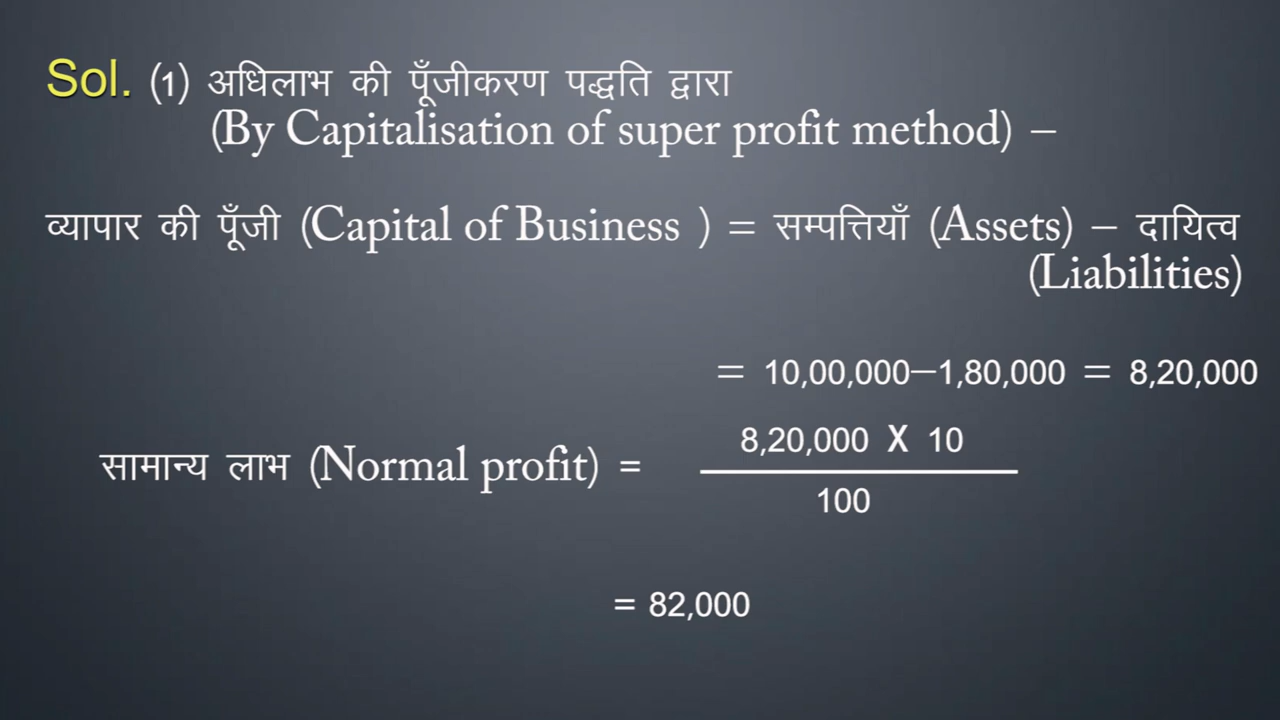 Sol. (1) अधिलाभ की पूँजीकरण पद्धति द्वारा
(By Capitalisation of super profit method) –
व्यापार की पूँजी (Capital of Business ) = सम्पत्तियाँ (Assets) – दायित्व
(Liabilities)
= 10,00,000–1,80,000 = 8,20,000
8,20,000 X 10
सामान्य लाभ (Normal profit) =
100
= 82,000